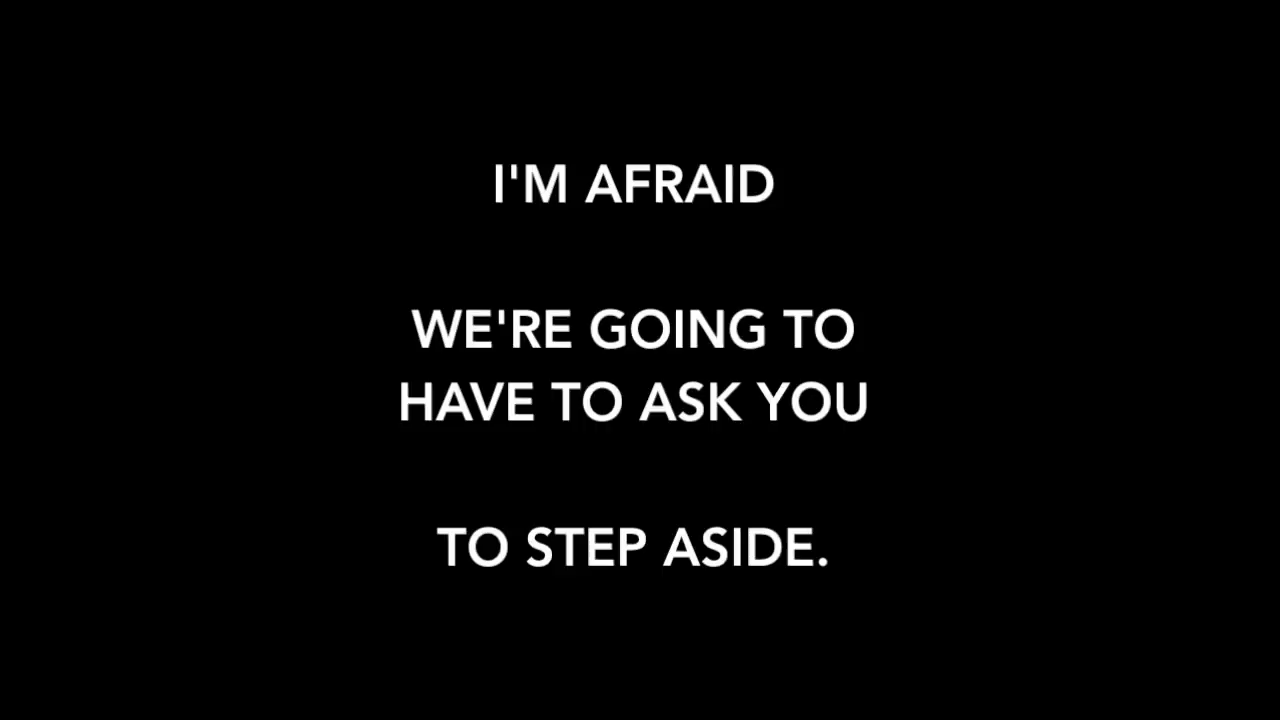 I'M AFRAID
WE'RE GOING TO
HAVE TO ASK YOU
TO STEP ASIDE.